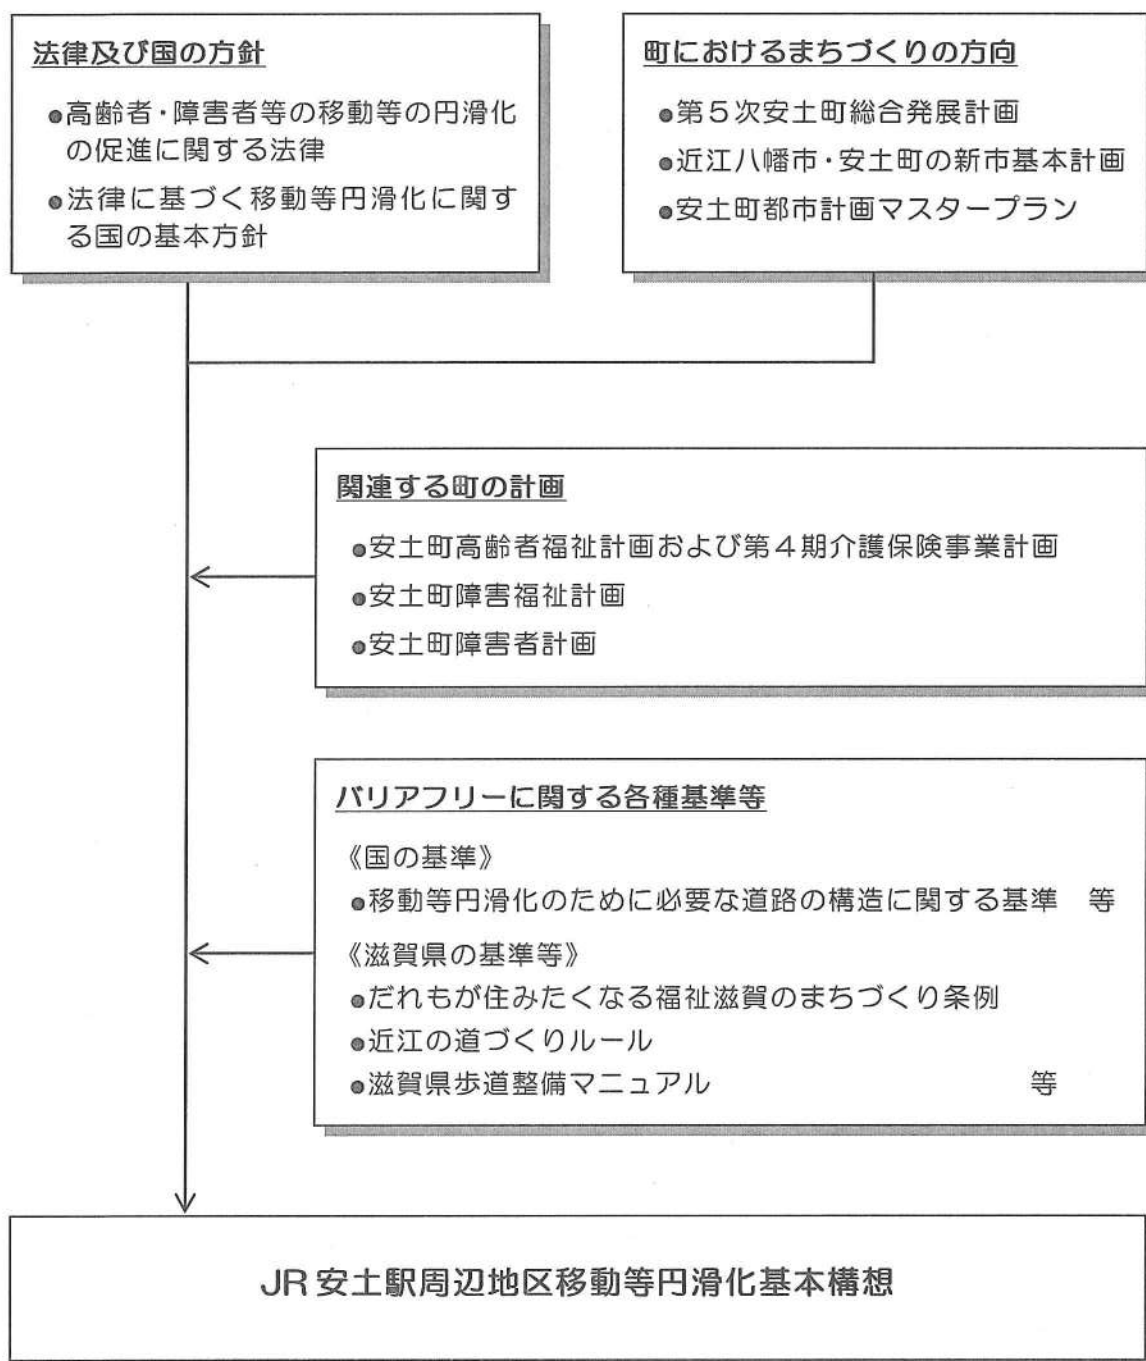 法律及び国の方針
●高齢者・障害者等の移動等の円滑化
の促進に関する法律
●法律に基づく移動等円滑化に関す
る国の基本方針
町におけるまちづくりの方向
●第5次安土町総合発展計画
●近江八幡市・安土町の新市基本計画
●安土町都市計画マスタープラン
関連する町の計画
●安土町高齢者福祉計画および第4期介護保険事業計画
●安土町障害福祉計画
●安土町障害者計画
バリアフリーに関する各種基準等
《国の基準》
●移動等円滑化のために必要な道路の構造に関する基準 等
《滋賀県の基準等》
●だれもが住みたくなる福祉滋賀のまちづくり条例
●近江の道づくりルール
●滋賀県歩道整備マニュアル 等
JR安土駅周辺地区移動等円滑化基本構想